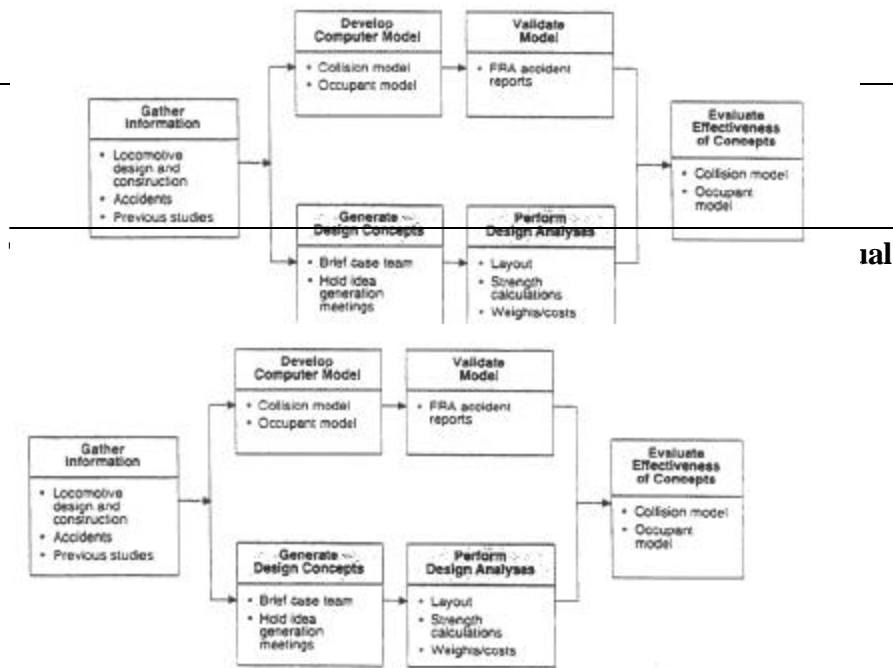 Develop
Computer Model
• Collision model
• Occupant model
Validate
Model
• FRA accident
reports
Gather
Information
• Locomotive
design and
construction
• Accidents
• Previous studies
Evaluate
Effectiveness
of Concepts
• Collision model
• Occupant
model
Generate
Design Concepts
• Brief case team
• Hold idea
generation
meetings
Perform
Design Analyses
• Layout
• Strength
calculations
• Weights/costs
ual
Develop
Computer Model
• Collision model
• Occupant model
Validate
Model
• FRA accident
reports
Gather
Information
• Locomotive
design and
construction
• Accidents
• Previous studies
Evaluate
Effectiveness
of Concepts
• Collision model
• Occupant
model
Generate
Design Concepts
• Brief case team
• Hold idea
generation
meetings
Perform
Design Analyses
• Layout
• Strength
calculations
• Weights/costs